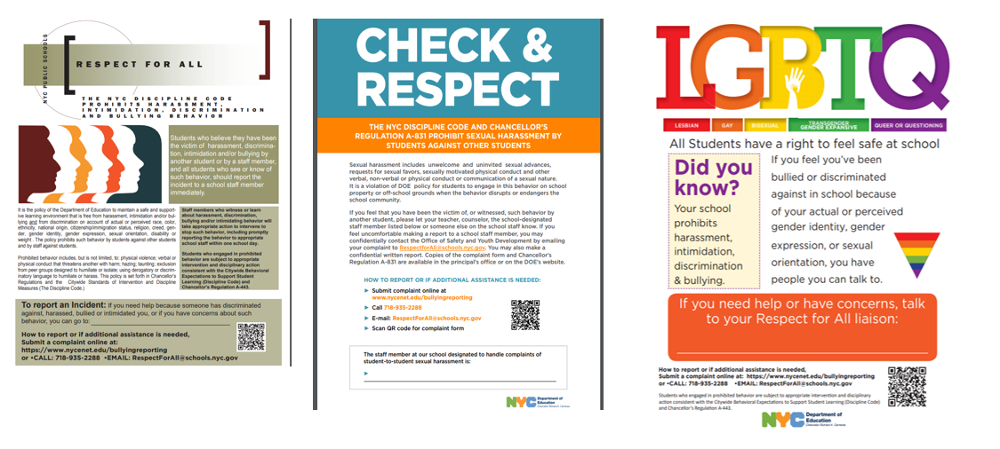 NYC PUBLIC SCHOOLS
RESPECT FOR ALL
THE NYC DISCIPLINE CODE
PROHIBITS HARASSMENT,
INTIMIDATION, DISCRIMINATION
AND BULLYING BEHAVIOR
Students who believe they have been
the victim of harassment, discrimina-
tion, intimidation and/or bullying by
another student or by a staff member,
and all students who see or know of
such behavior, should report the
incident to a school staff member
immediately.
It is the policy of the Department of Education to maintain a safe and support-
ive learning environment that is free from harassment, intimidation and/or bul-
lying and from discrimination on account of actual or perceived race, color,
ethnicity, national origin, citizenship/immigration status, religion, creed, gen-
der, gender identity, gender expression, sexual orientation, disability or
weight . The policy prohibits such behavior by students against other students
and by staff against students.
Prohibited behavior includes, but is not limited, to: physical violence; verbal or
physical conduct that threatens another with harm; hazing; taunting; exclusion
from peer groups designed to humiliate or isolate; using derogatory or discrim-
inatory language to humiliate or harass. This policy is set forth in Chancellor's
Regulations and the Citywide Standards of Intervention and Discipline
Measures (The Discipline Code.)
Staff members who witness or learn
about harassment, discrimination,
bullying and/or intimidating behavior will
take appropriate action to intervene to
stop such behavior, including promptly
reporting the behavior to appropriate
school staff within one school day.
Students who engaged in prohibited
behavior are subject to appropriate
intervention and disciplinary action
consistent with the Citywide Behavioral
Expectations to Support Student
Learning (Discipline Code) and
Chancellor's Regulation A-443.
To report an Incident: If you need help because someone has discriminated
against, harassed, bullied or intimidated you, or if you have concerns about such
behavior, you can go to:
How to report or if additional assistance is needed,
Submit a complaint online at:
https://www.nycenet.edu/bullyingreporting
or •CALL: 718-935-2288 •EMAIL: RespectForAll@schools.nyc.gov
CHECK &
RESPECT
THE NYC DISCIPLINE CODE AND CHANCELLOR'S
REGULATION A-831 PROHIBIT SEXUAL HARASSMENT BY
STUDENTS AGAINST OTHER STUDENTS
Sexual harassment includes unwelcome and uninvited sexual advances,
requests for sexual favors, sexually motivated physical conduct and other
verbal, non-verbal or physical conduct or communication of a sexual nature.
It is a violation of DOE policy for students to engage in this behavior on school
property or off-school grounds when the behavior disrupts or endangers the
school community.
If you feel that you have been the victim of, or witnessed, such behavior by
another student, please let your teacher, counselor, the school-designated
staff member listed below or someone else on the school staff know. If you
feel uncomfortable making a report to a school staff member, you may
confidentially contact the Office of Safety and Youth Development by emailing
your complaint to RespectforAll@schools.nyc.gov. You may also make a
confidential written report. Copies of the complaint form and Chancellor's
Regulation A-831 are available in the principal's office or on the DOE's website.
HOW TO REPORT OR IF ADDITIONAL ASSISTANCE IS NEEDED:
Submit complaint online at
www.nycenet.edu/bullyingreporting
Call 718-935-2288
E-mail: RespectForAll@schools.nyc.gov
Scan QR code for complaint form
The staff member at our school designated to handle complaints of
student-to-student sexual harassment is:
NYC Department of
Education
Chancellor Richard A. Carranza
LGBTQ
LESBIAN GAY BISEXUAL TRANSGENDER GENDER EXPANSIVE QUEER OR QUESTIONING
All Students have a right to feel safe at school
Did you
know?
Your school
prohibits
harassment,
intimidation,
discrimination
& bullying.
If you feel you've been
bullied or discriminated
against in school because
of your actual or perceived
gender identity, gender
expression, or sexual
orientation, you have
people you can talk to.
If you need help or have concerns, talk
to your Respect for All liaison:
How to report or if additional assistance is needed,
Submit a complaint online at: https://www.nycenet.edu/bullyingreporting
or •CALL: 718-935-2288 •EMAIL: RespectForAll@schools.nyc.gov
Students who engaged in prohibited behavior are subject to appropriate intervention and disciplinary
action consistent with the Citywide Behavioral Expectations to Support Student Learning (Discipline Code)
and Chancellor's Regulation A-443.
NYC Department of
Education
Chancellor Richard A. Carranza